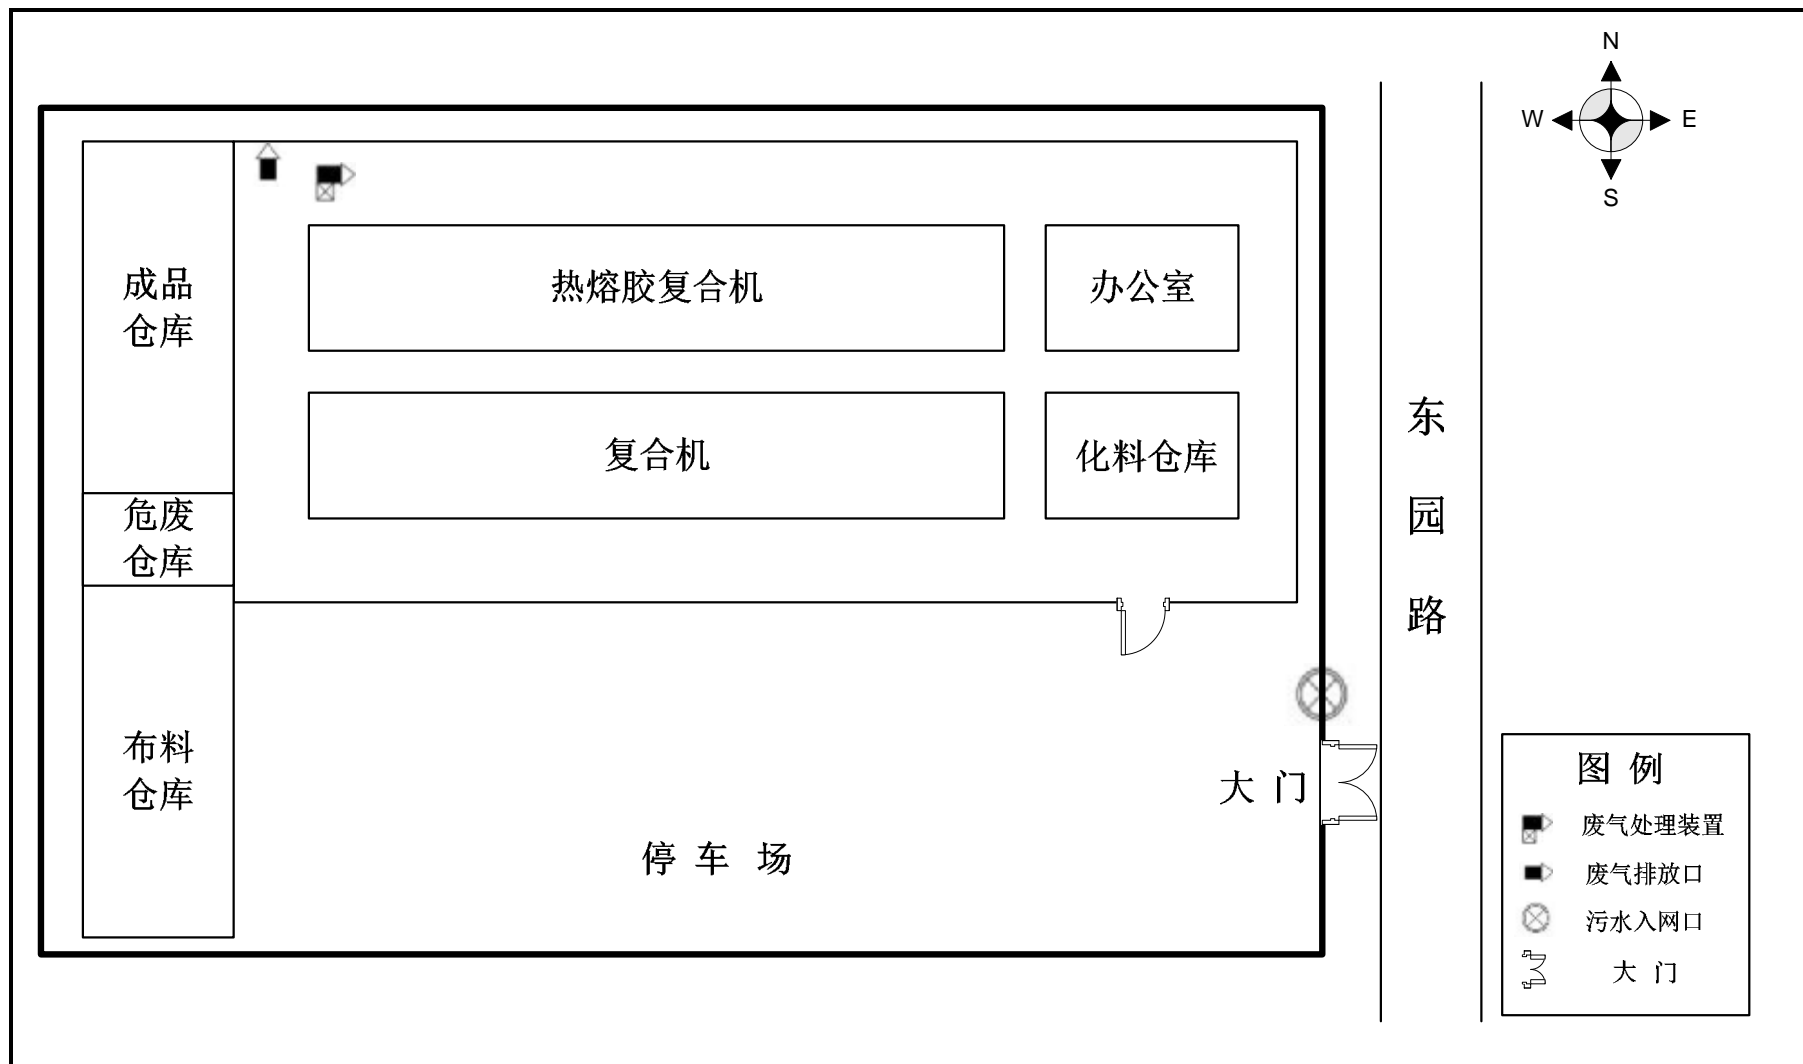 N
W
E
S
成品
仓库
热熔胶复合机
办公室
复合机
化料仓库
危废
仓库
布料
仓库
停车场
大门
东
园
路
图例
废气处理装置
废气排放口
污水入网口
大门